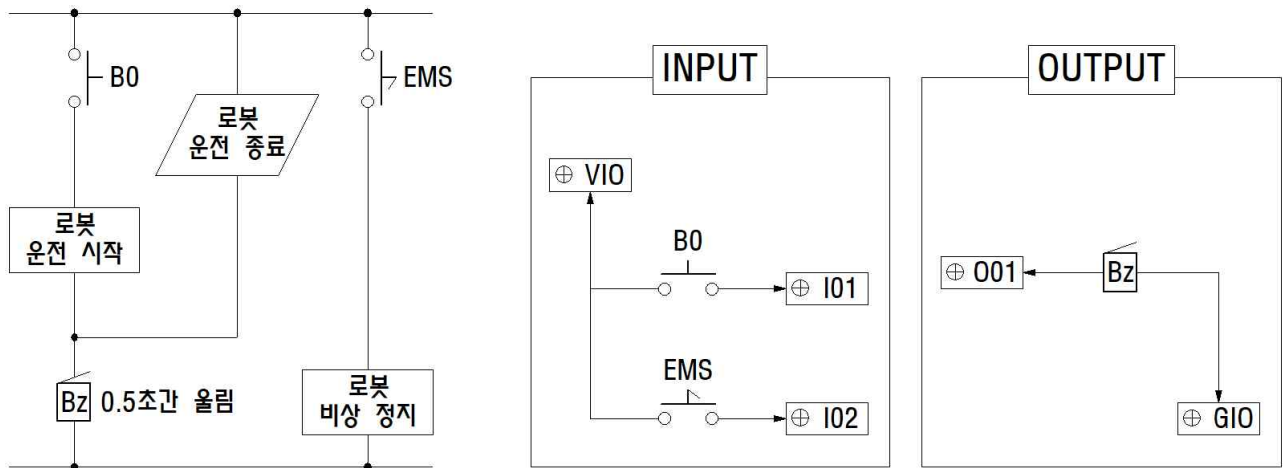 B0
EMS
로봇
운전 종료
로봇
운전 시작
Bz 0.5초간 울림
로봇
비상 정지
INPUT
VIO
B0
I01
EMS
I02
OUTPUT
O01
Bz
GIO